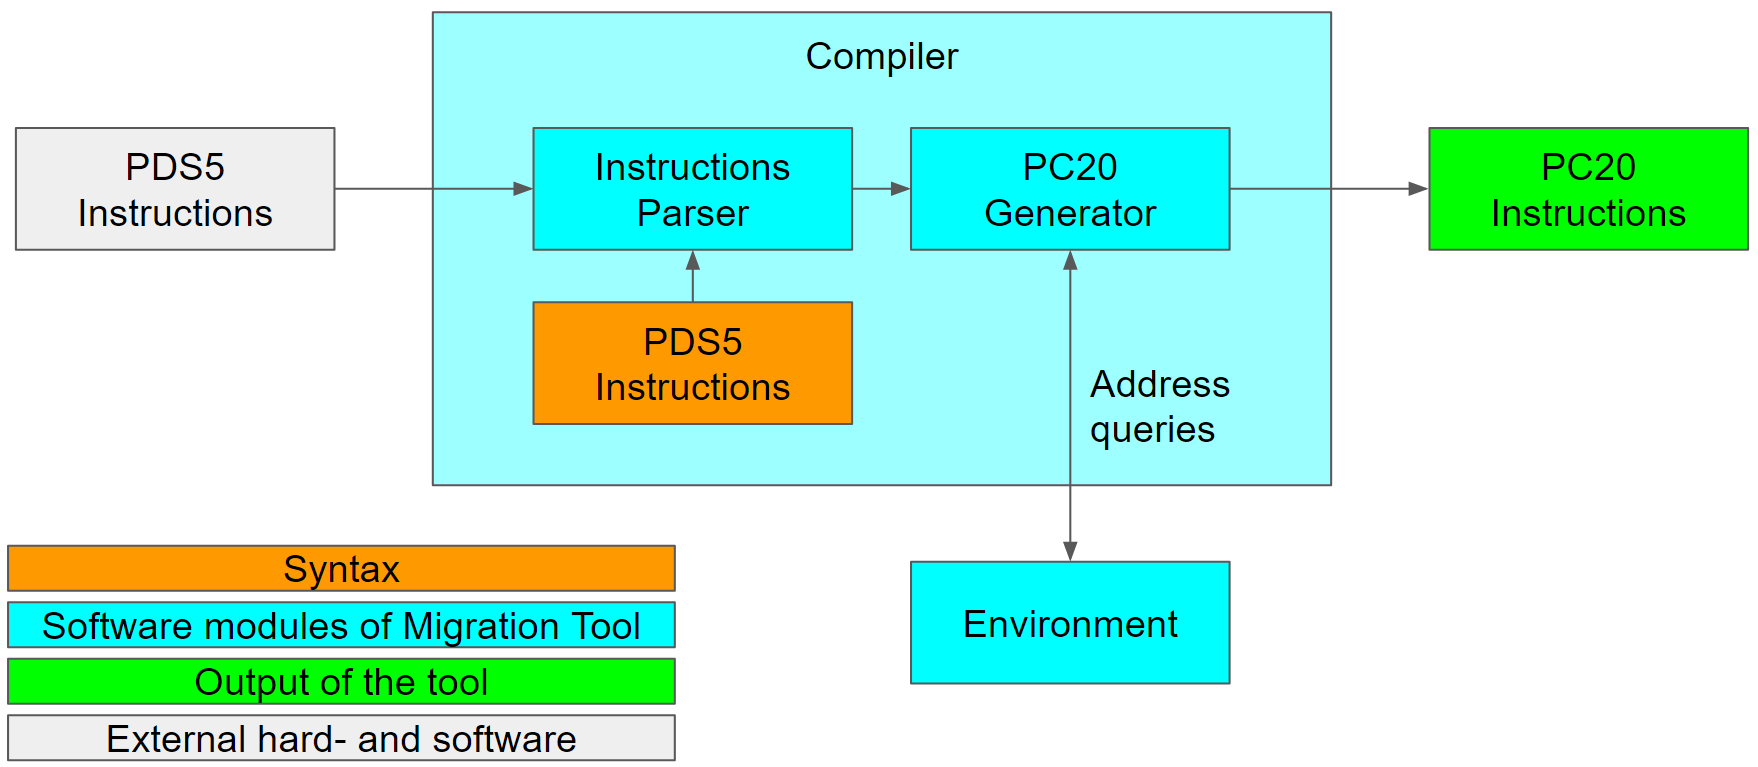 Compiler
PDS5
Instructions
Instructions
Parser
PC20
Generator
PC20
Instructions
PDS5
Instructions
Address
queries
Environment
Syntax
Software modules of Migration Tool
Output of the tool
External hard- and software